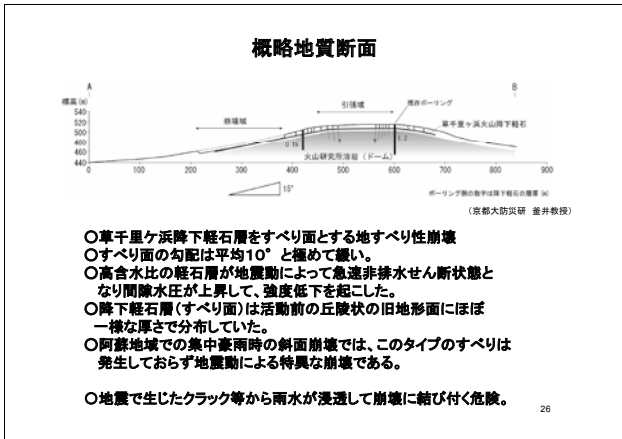 概略地質断面
A
B
標高(m)
540
520
500
480
460
440
崩壊域
引張域
既存ボーリング
草千里ヶ浜火山降下軽石
火山研究所溶岩(ドーム)
0
100
200
300
400
500
600
700
800
900
15°
ボーリング側の数字は降下軽石の層厚(m)
(京都大防災研 釜井教授)
〇草千里ケ浜降下軽石層をすべり面とする地すべり性崩壊
〇すべり面の勾配は平均10°と極めて緩い。
〇高含水比の軽石層が地震動によって急速非排水せん断状態と
なり間隙水圧が上昇して、強度低下を起こした。
〇降下軽石層(すべり面)は活動前の丘陵状の旧地形面にほぼ
一様な厚さで分布していた。
〇阿蘇地域での集中豪雨時の斜面崩壊では、このタイプのすべりは
発生しておらず地震動による特異な崩壊である。
〇地震で生じたクラック等から雨水が浸透して崩壊に結び付く危険。
26